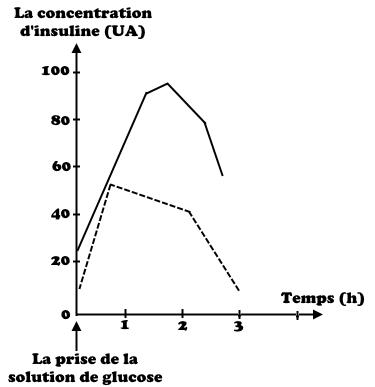 La concentration
d'insuline (UA)
100
80
60
40
20
0
1
2
3
Temps (h)
La prise de la
solution de glucose